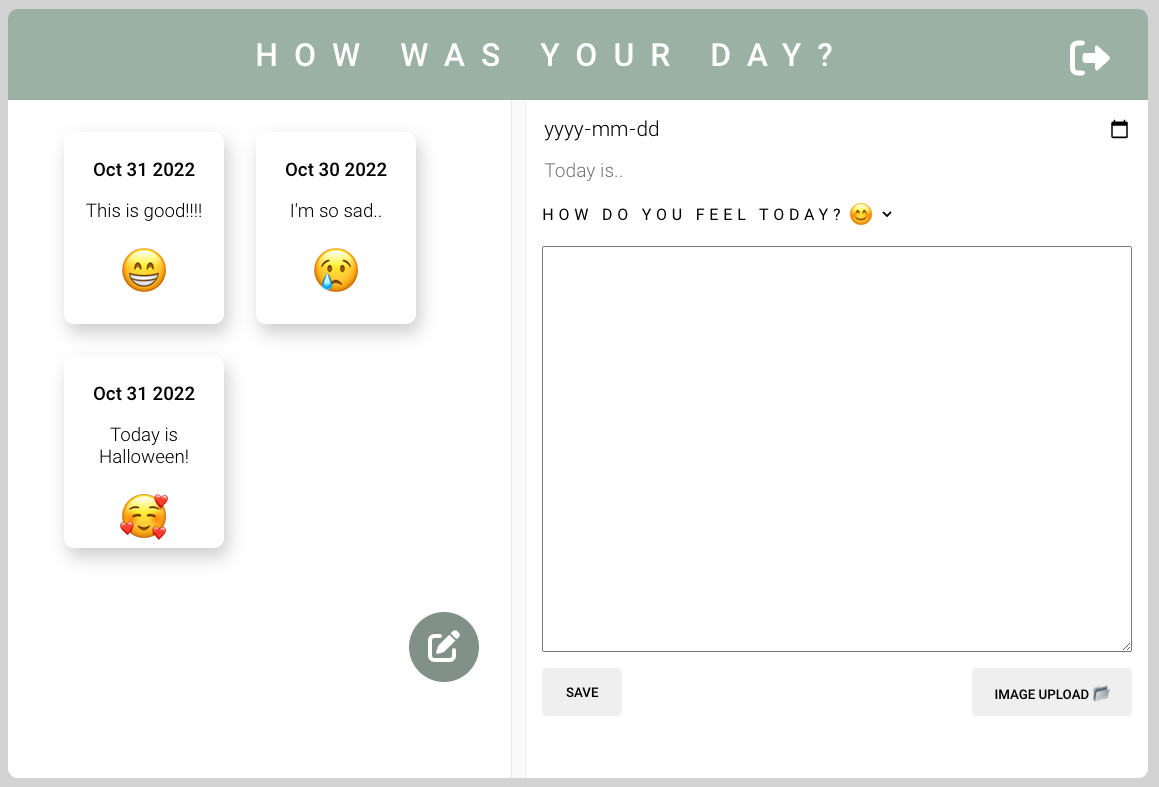 HOW WAS YOUR DAY?
Oct 31 2022
This is good!!!!
😁
Oct 30 2022
I'm so sad..
😢
Oct 31 2022
Today is
Halloween!
🥰
yyyy-mm-dd
Today is..
HOW DO YOU FEEL TODAY? 😊
SAVE
IMAGE UPLOAD 📂